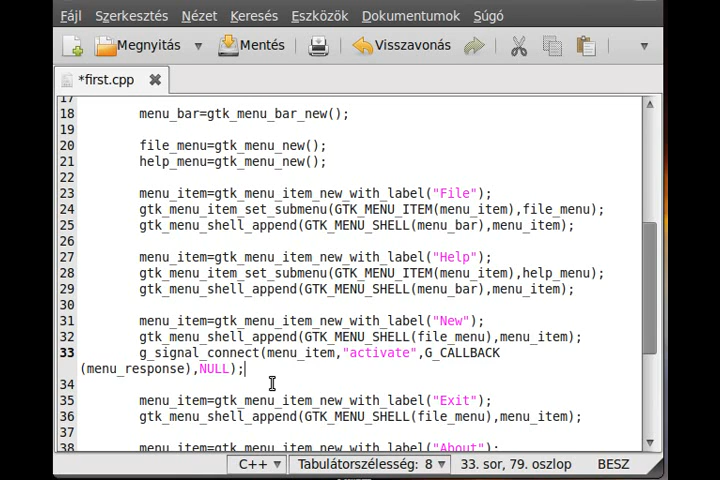 Fájl Szerkesztés Nézet Keresés Eszközök Dokumentumok Súgó
Megnyitás Mentés Visszavonás
*first.cpp
17
18 menu_bar=gtk_menu_bar_new();
19
20 file_menu=gtk_menu_new();
21 help_menu=gtk_menu_new();
22
23 menu_item=gtk_menu_item_new_with_label("File");
24 gtk_menu_item_set_submenu(GTK_MENU_ITEM(menu_item),file_menu);
25 gtk_menu_shell_append(GTK_MENU_SHELL(menu_bar),menu_item);
26
27 menu_item=gtk_menu_item_new_with_label("Help");
28 gtk_menu_item_set_submenu(GTK_MENU_ITEM(menu_item),help_menu);
29 gtk_menu_shell_append(GTK_MENU_SHELL(menu_bar),menu_item);
30
31 menu_item=gtk_menu_item_new_with_label("New");
32 gtk_menu_shell_append(GTK_MENU_SHELL(file_menu),menu_item);
33 g_signal_connect(menu_item,"activate",G_CALLBACK
(menu_response),NULL);
34
35 menu_item=gtk_menu_item_new_with_label("Exit");
36 gtk_menu_shell_append(GTK_MENU_SHELL(file_menu),menu_item);
37
38 menu_item=gtk_menu_item_new_with_label("About");
C++ Tabulátorszélesség: 8 33. sor, 79. oszlop BESZ